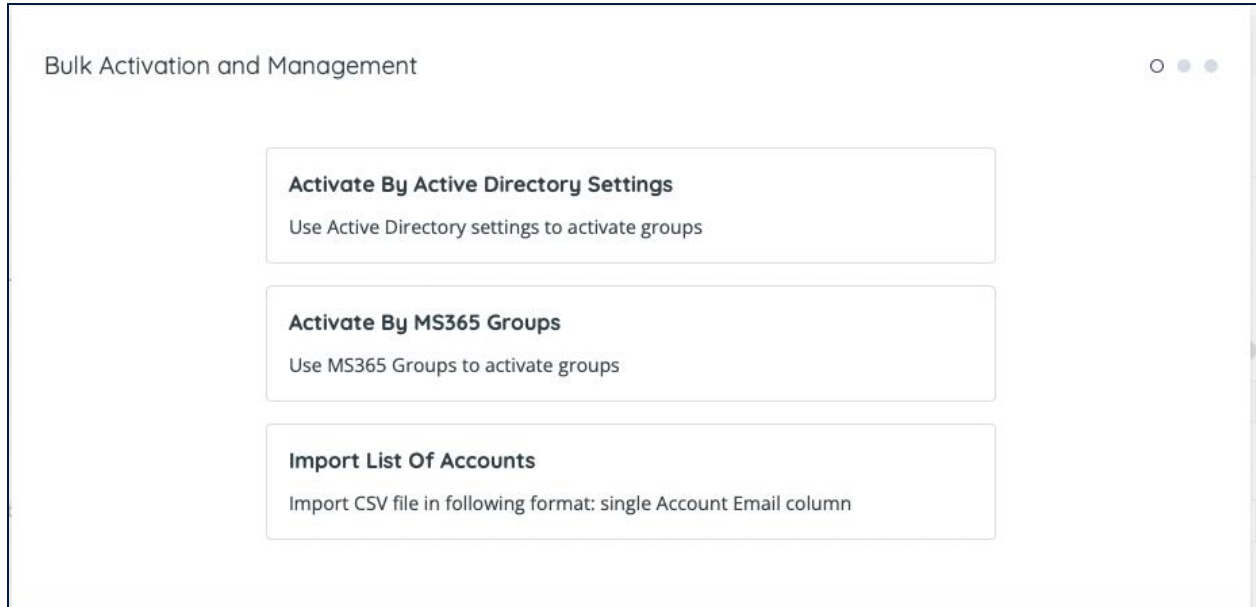 Bulk Activation and Management
Activate By Active Directory Settings
Use Active Directory settings to activate groups
Activate By MS365 Groups
Use MS365 Groups to activate groups
Import List Of Accounts
Import CSV file in following format: single Account Email column